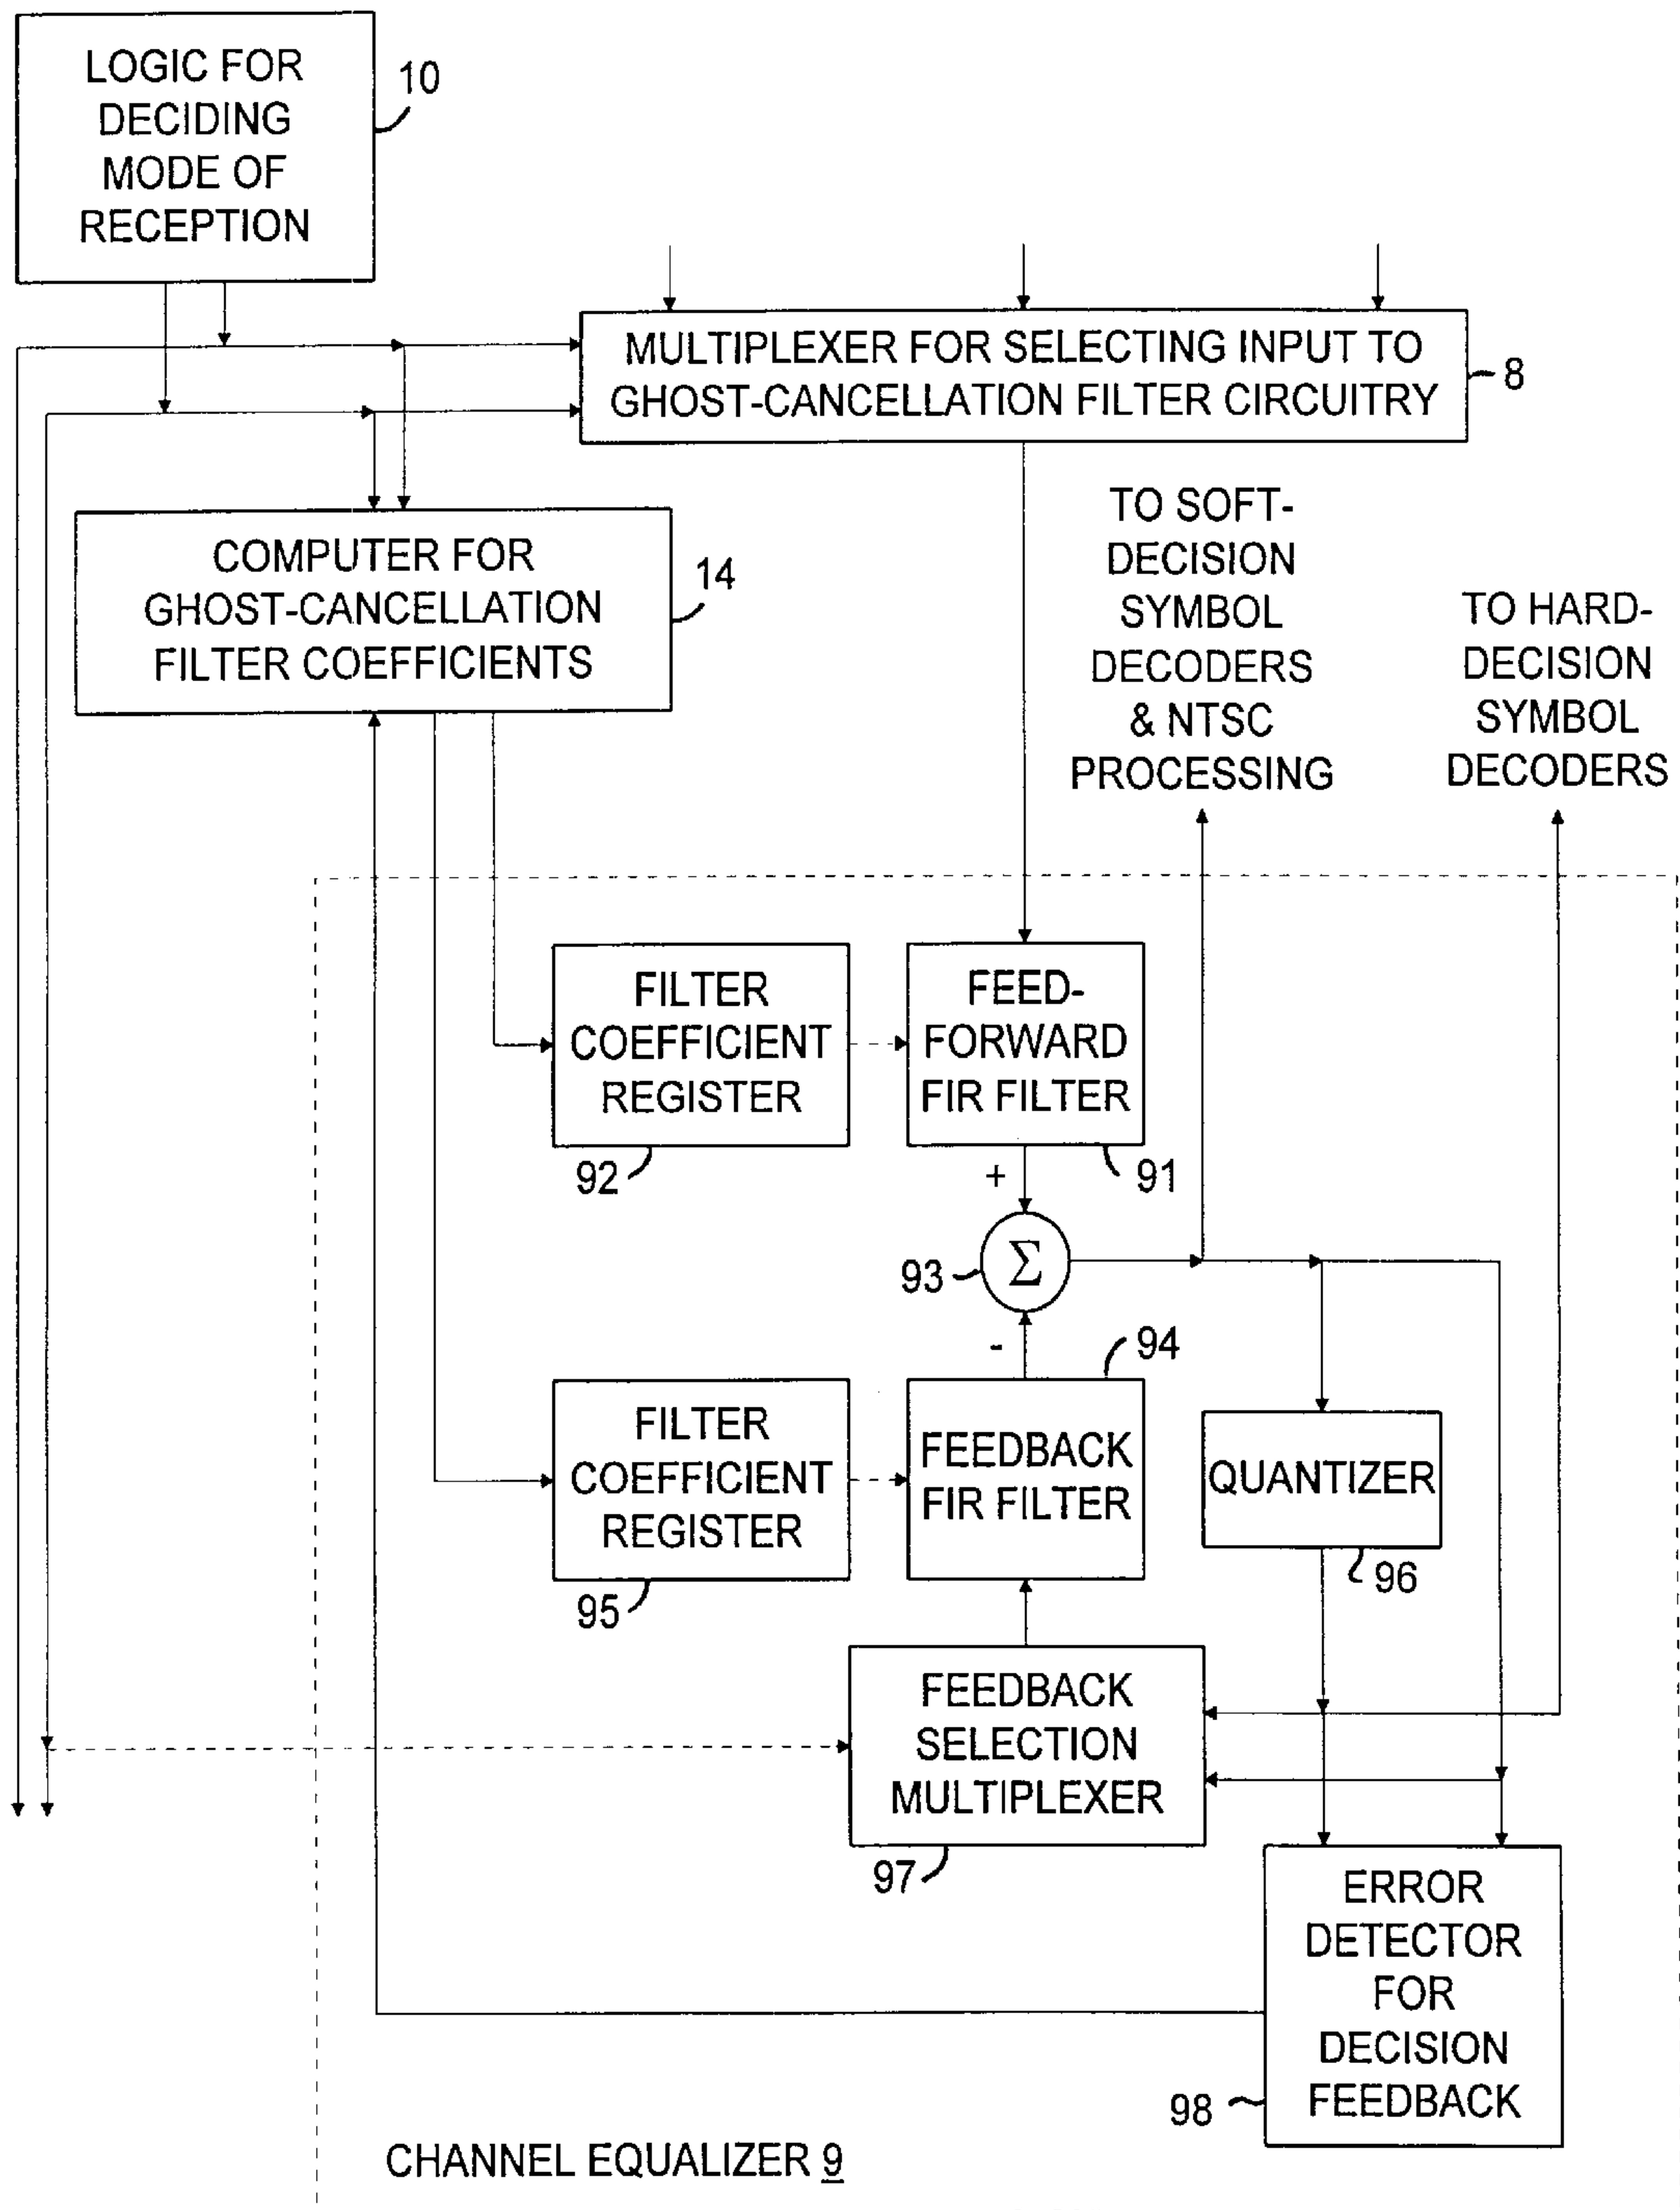 LOGIC FOR
DECIDING
MODE OF
RECEPTION
10
MULTIPLEXER FOR SELECTING INPUT TO
GHOST-CANCELLATION FILTER CIRCUITRY
8
COMPUTER FOR
GHOST-CANCELLATION
FILTER COEFFICIENTS
14
TO SOFT-
DECISION
SYMBOL
DECODERS
& NTSC
PROCESSING
TO HARD-
DECISION
SYMBOL
DECODERS
FILTER
COEFFICIENT
REGISTER
92
FEED-
FORWARD
FIR FILTER
91
+
Σ
93
-
94
FILTER
COEFFICIENT
REGISTER
95
FEEDBACK
FIR FILTER
QUANTIZER
96
FEEDBACK
SELECTION
MULTIPLEXER
97
ERROR
DETECTOR
FOR
DECISION
FEEDBACK
98
CHANNEL EQUALIZER 9